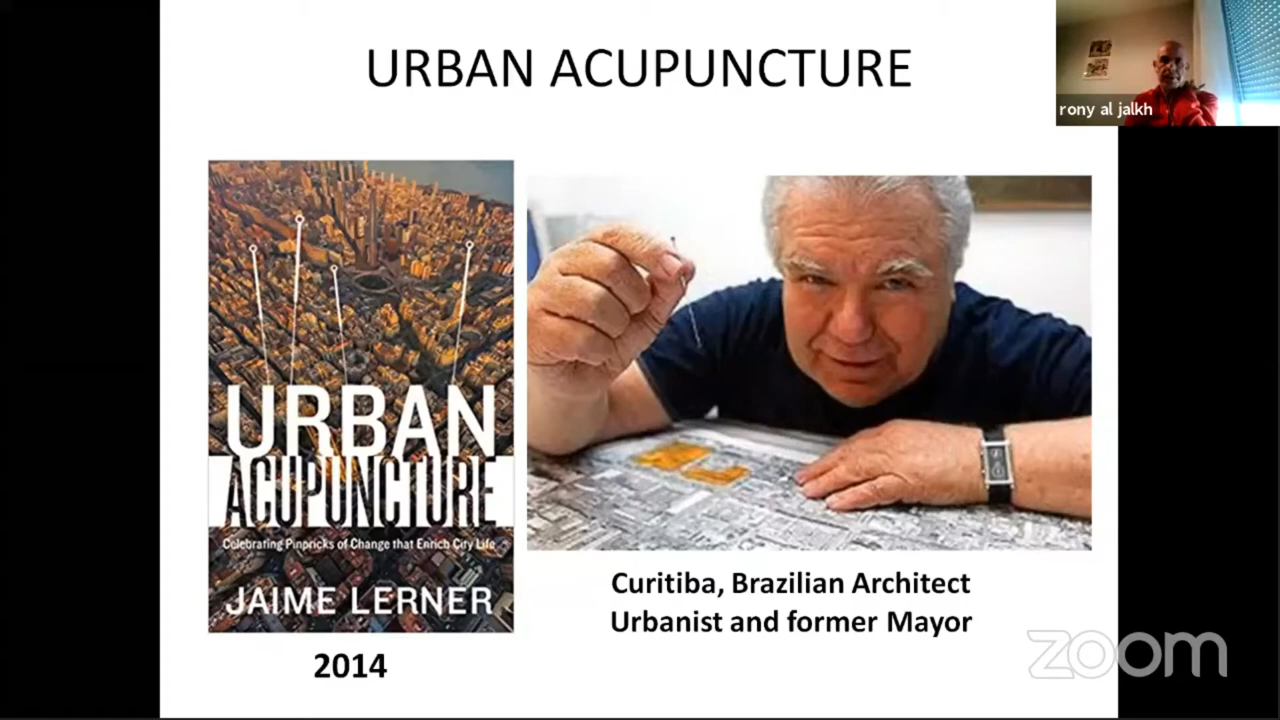 URBAN ACUPUNCTURE
rony al jalkh
URBAN
ACUPUNCTURE
Celebrating Pinpricks of Change that Enrich City Life
JAIME LERNER
2014
Curitiba, Brazilian Architect
Urbanist and former Mayor
zoom